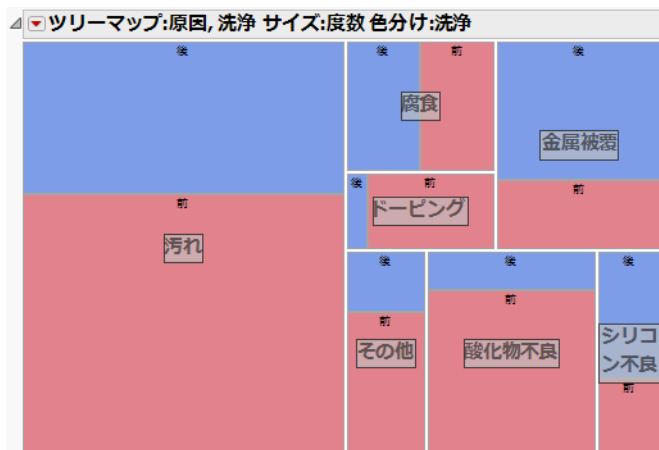 ツリーマップ:原因, 洗浄 サイズ:度数 色分け:洗浄
後
前
汚れ
後
前
腐食
後
前
金属被覆
後
前
ドーピング
後
前
その他
後
前
酸化物不良
後
シリコ
ン不良
前